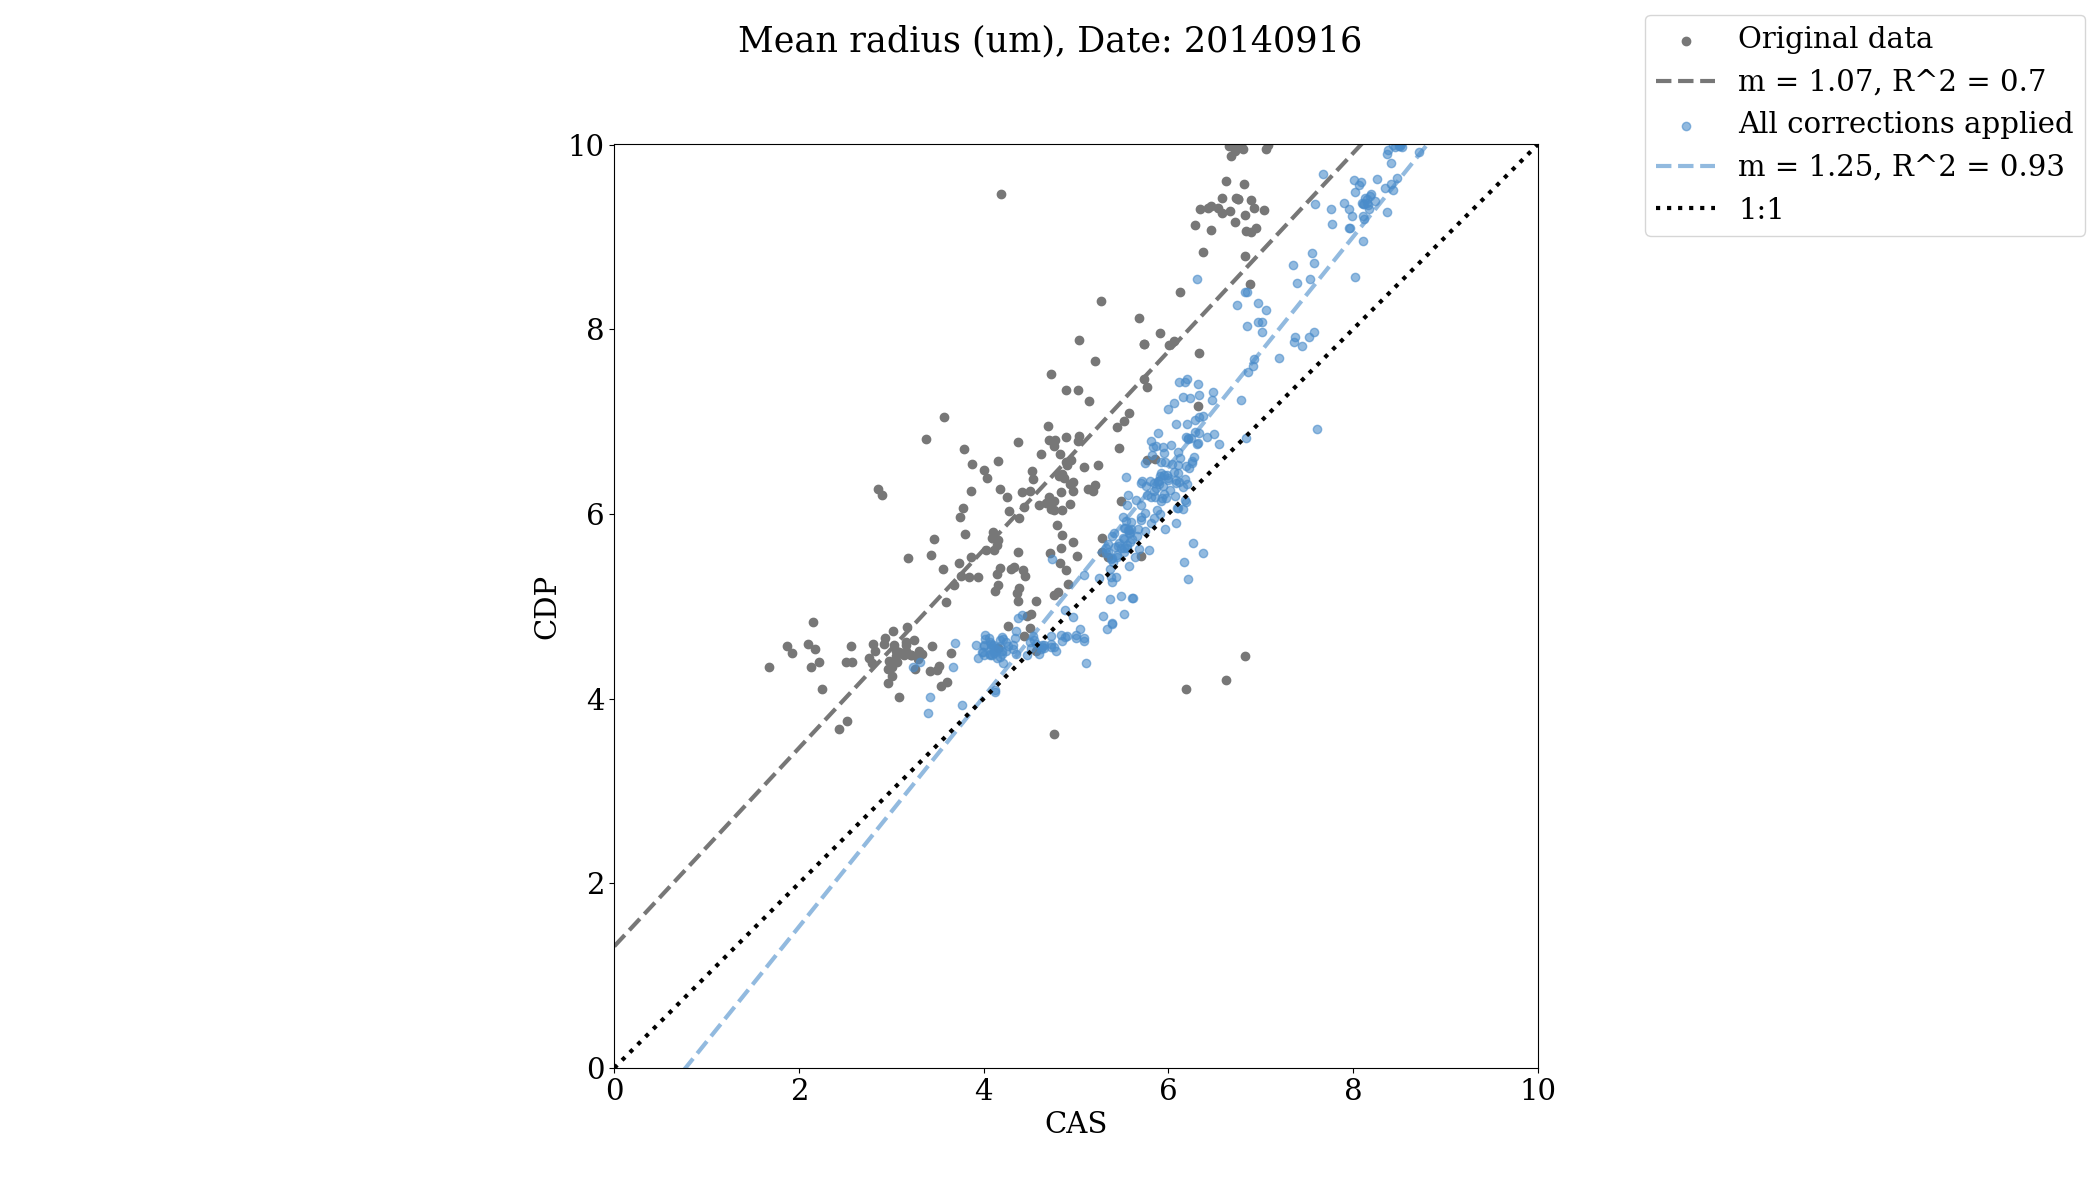 Mean radius (um), Date: 20140916
Original data
m = 1.07, R^2 = 0.7
All corrections applied
m = 1.25, R^2 = 0.93
1:1
10
8
6
4
2
0
CDP
0 2 4 6 8 10
CAS